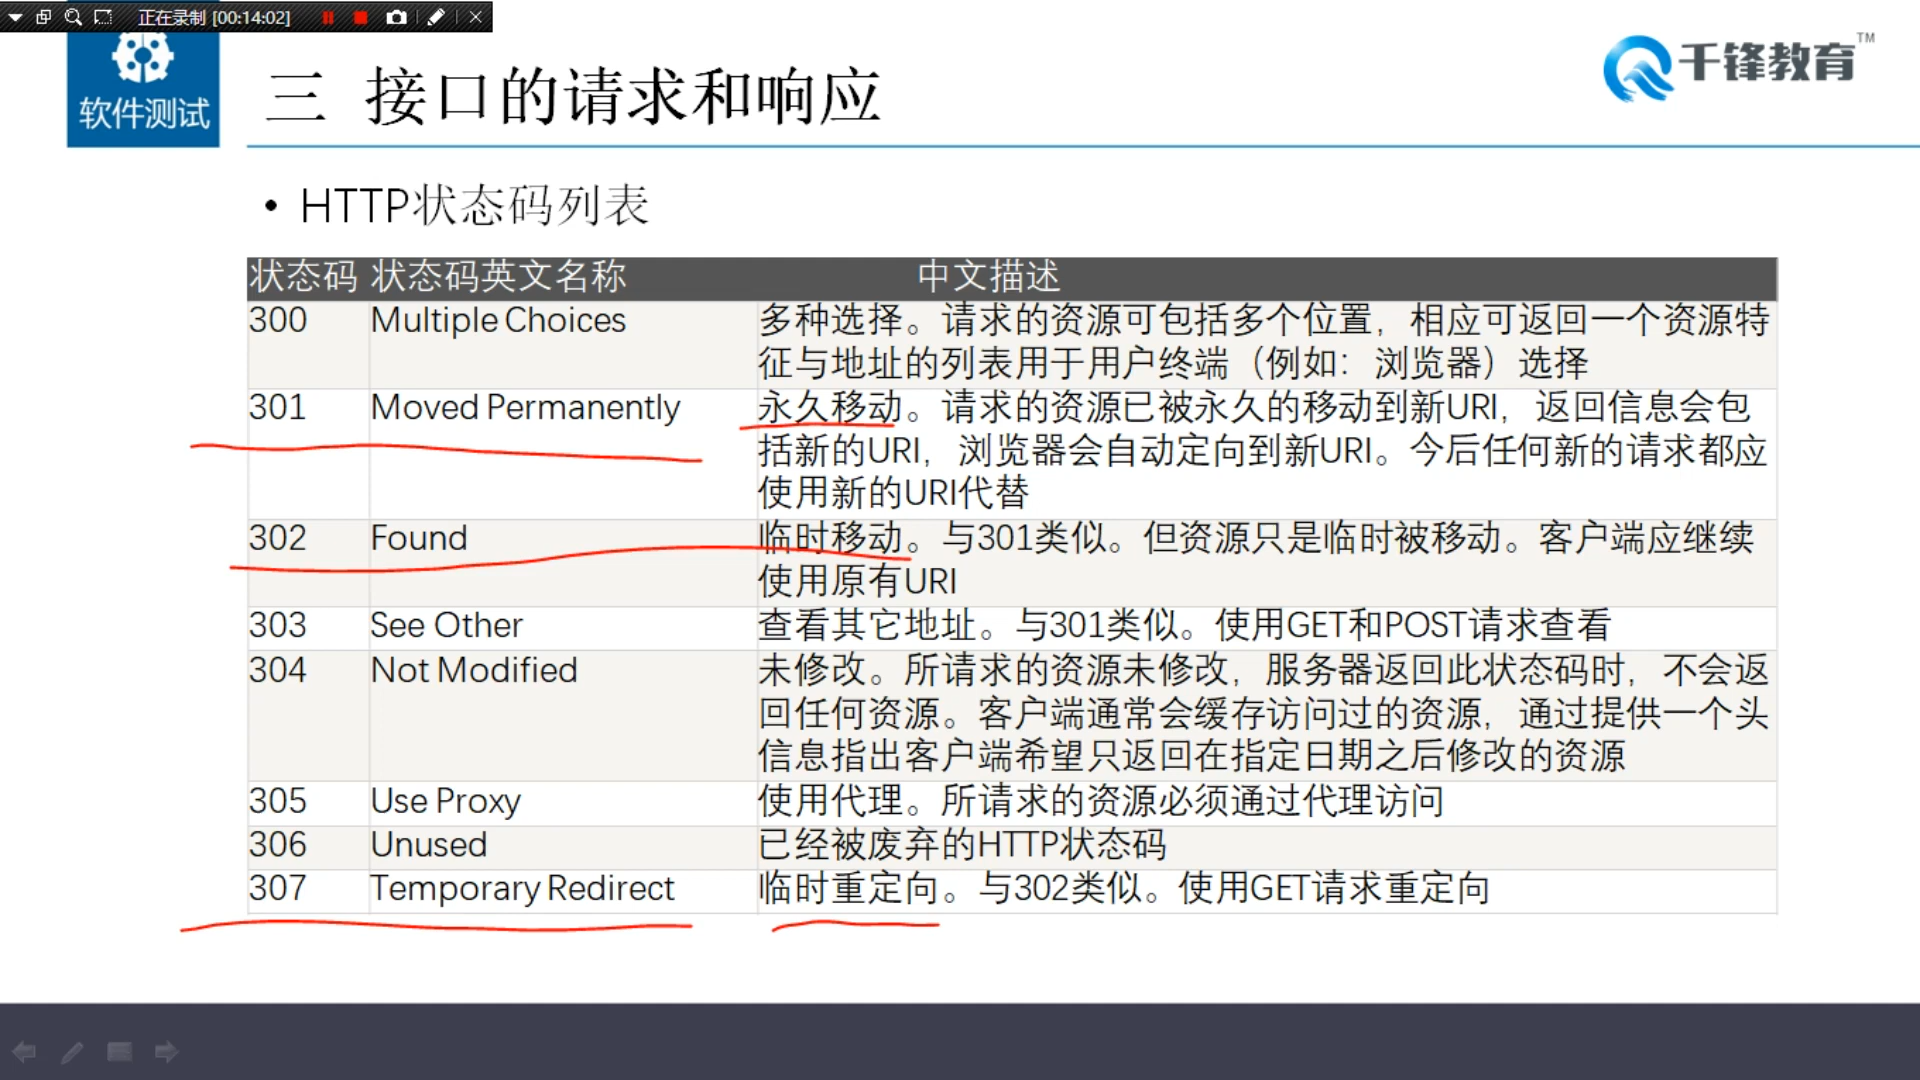 正在录制 [00:14:02]
软件测试
三 接口的请求和响应
千锋教育™
• HTTP状态码列表
状态码 状态码英文名称 中文描述
300 Multiple Choices 多种选择。请求的资源可包括多个位置，相应可返回一个资源特
征与地址的列表用于用户终端（例如：浏览器）选择
301 Moved Permanently 永久移动。请求的资源已被永久的移动到新URI，返回信息会包
括新的URI，浏览器会自动定向到新URI。今后任何新的请求都应
使用新的URI代替
302 Found 临时移动。与301类似。但资源只是临时被移动。客户端应继续
使用原有URI
303 See Other 查看其它地址。与301类似。使用GET和POST请求查看
304 Not Modified 未修改。所请求的资源未修改，服务器返回此状态码时，不会返
回任何资源。客户端通常会缓存访问过的资源，通过提供一个头
信息指出客户端希望只返回在指定日期之后修改的资源
305 Use Proxy 使用代理。所请求的资源必须通过代理访问
306 Unused 已经被废弃的HTTP状态码
307 Temporary Redirect 临时重定向。与302类似。使用GET请求重定向